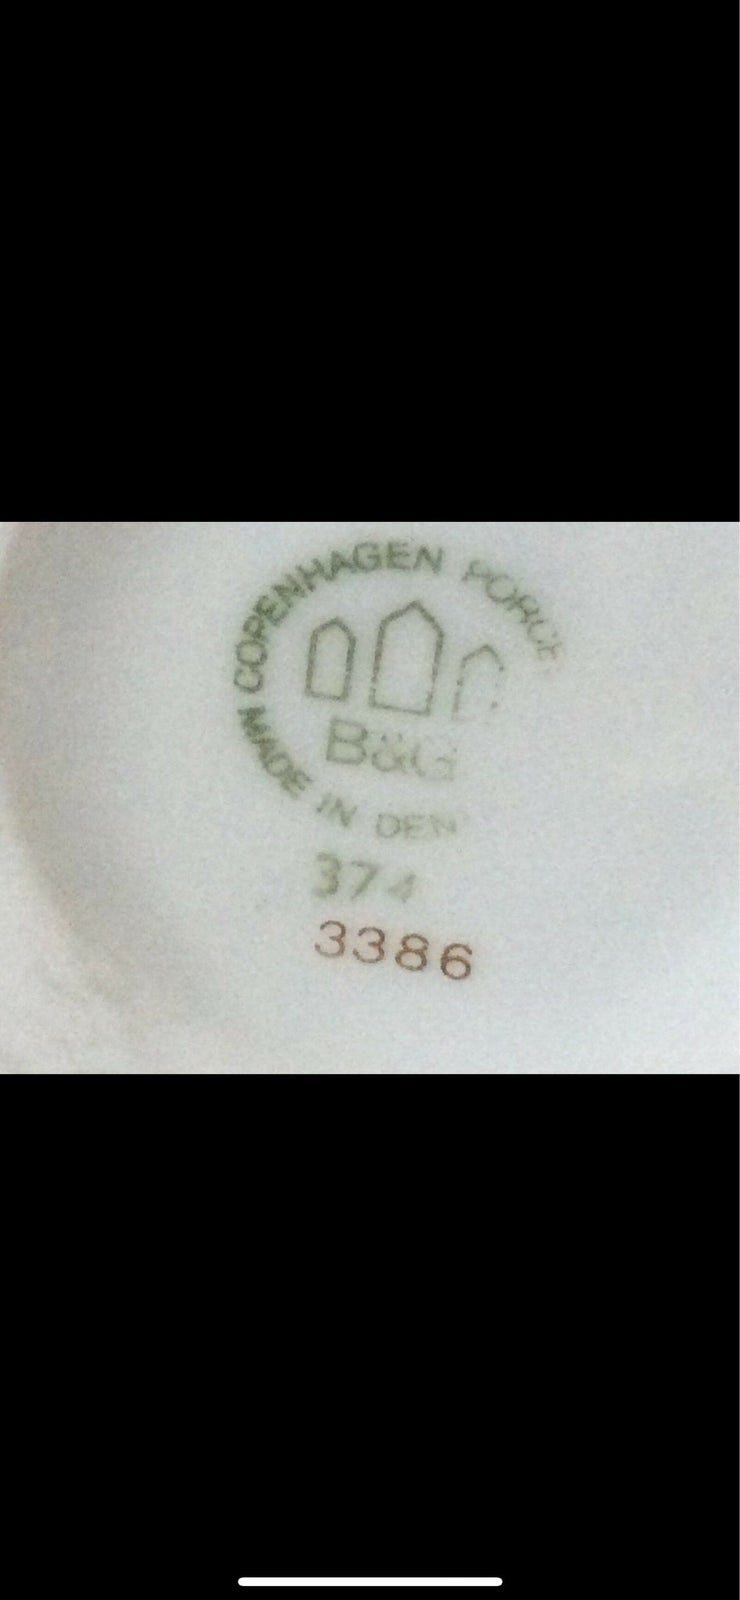 COPENHAGEN PORCE
B&G
MADE IN DEN
374
3386